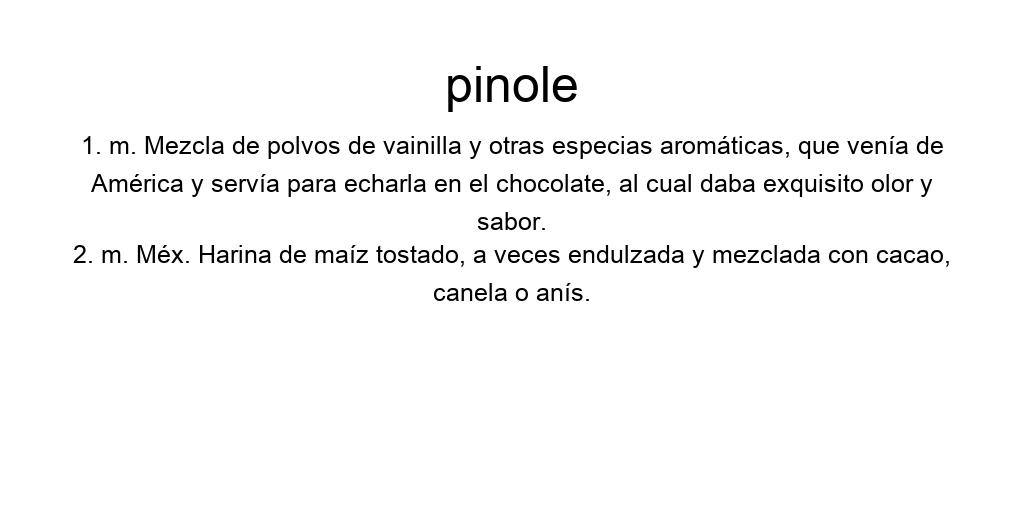 pinole
1. m. Mezcla de polvos de vainilla y otras especias aromáticas, que venía de
América y servía para echarla en el chocolate, al cual daba exquisito olor y
sabor.
2. m. Méx. Harina de maíz tostado, a veces endulzada y mezclada con cacao,
canela o anís.